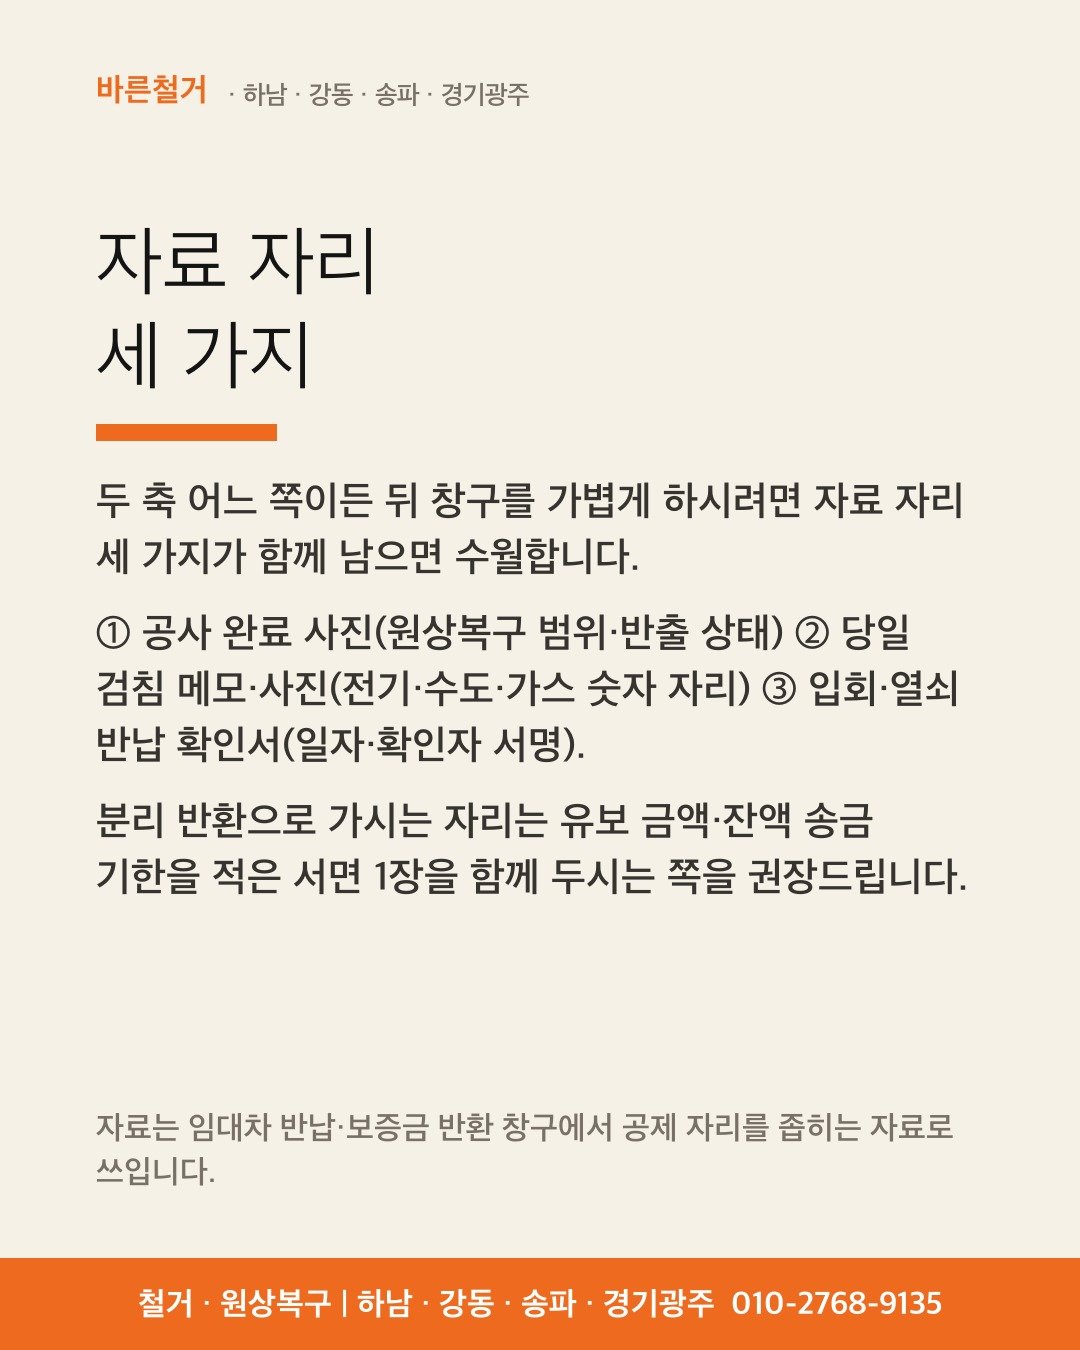 바른철거 · 하남 · 강동 · 송파 · 경기광주
자료 자리
세 가지
두 축 어느 쪽이든 뒤 창구를 가볍게 하시려면 자료 자리
세 가지가 함께 남으면 수월합니다.
① 공사 완료 사진(원상복구 범위·반출 상태) ② 당일
검침 메모·사진(전기·수도·가스 숫자 자리) ③ 입회·열쇠
반납 확인서(일자·확인자 서명).
분리 반환으로 가시는 자리는 유보 금액·잔액 송금
기한을 적은 서면 1장을 함께 두시는 쪽을 권장드립니다.
자료는 임대차 반납·보증금 반환 창구에서 공제 자리를 좁히는 자료로
쓰입니다.
철거 · 원상복구 | 하남 · 강동 · 송파 · 경기광주 010-2768-9135